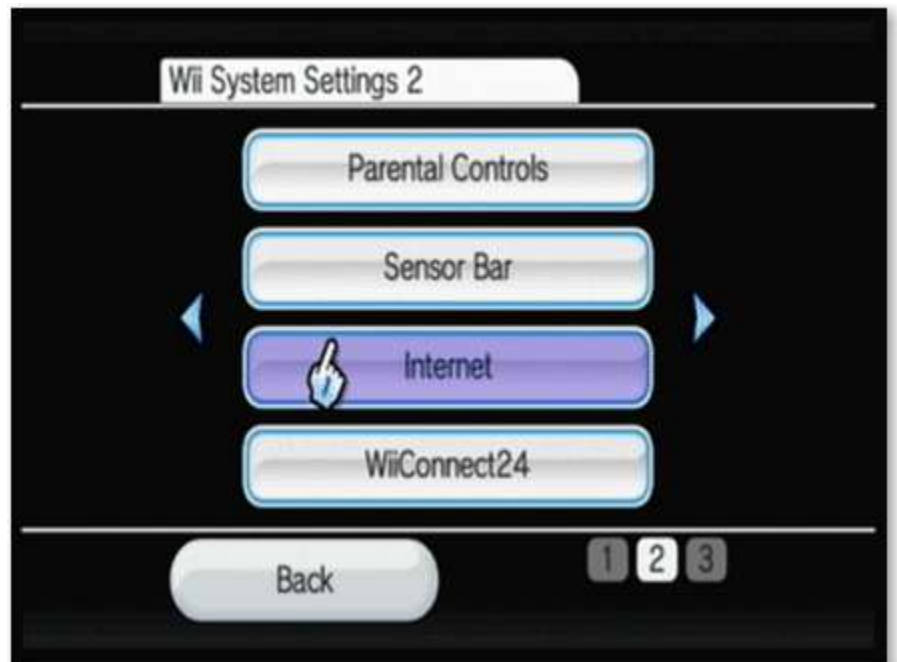 Wii System Settings 2
Parental Controls
Sensor Bar
Internet
WiiConnect24
Back
1 2 3